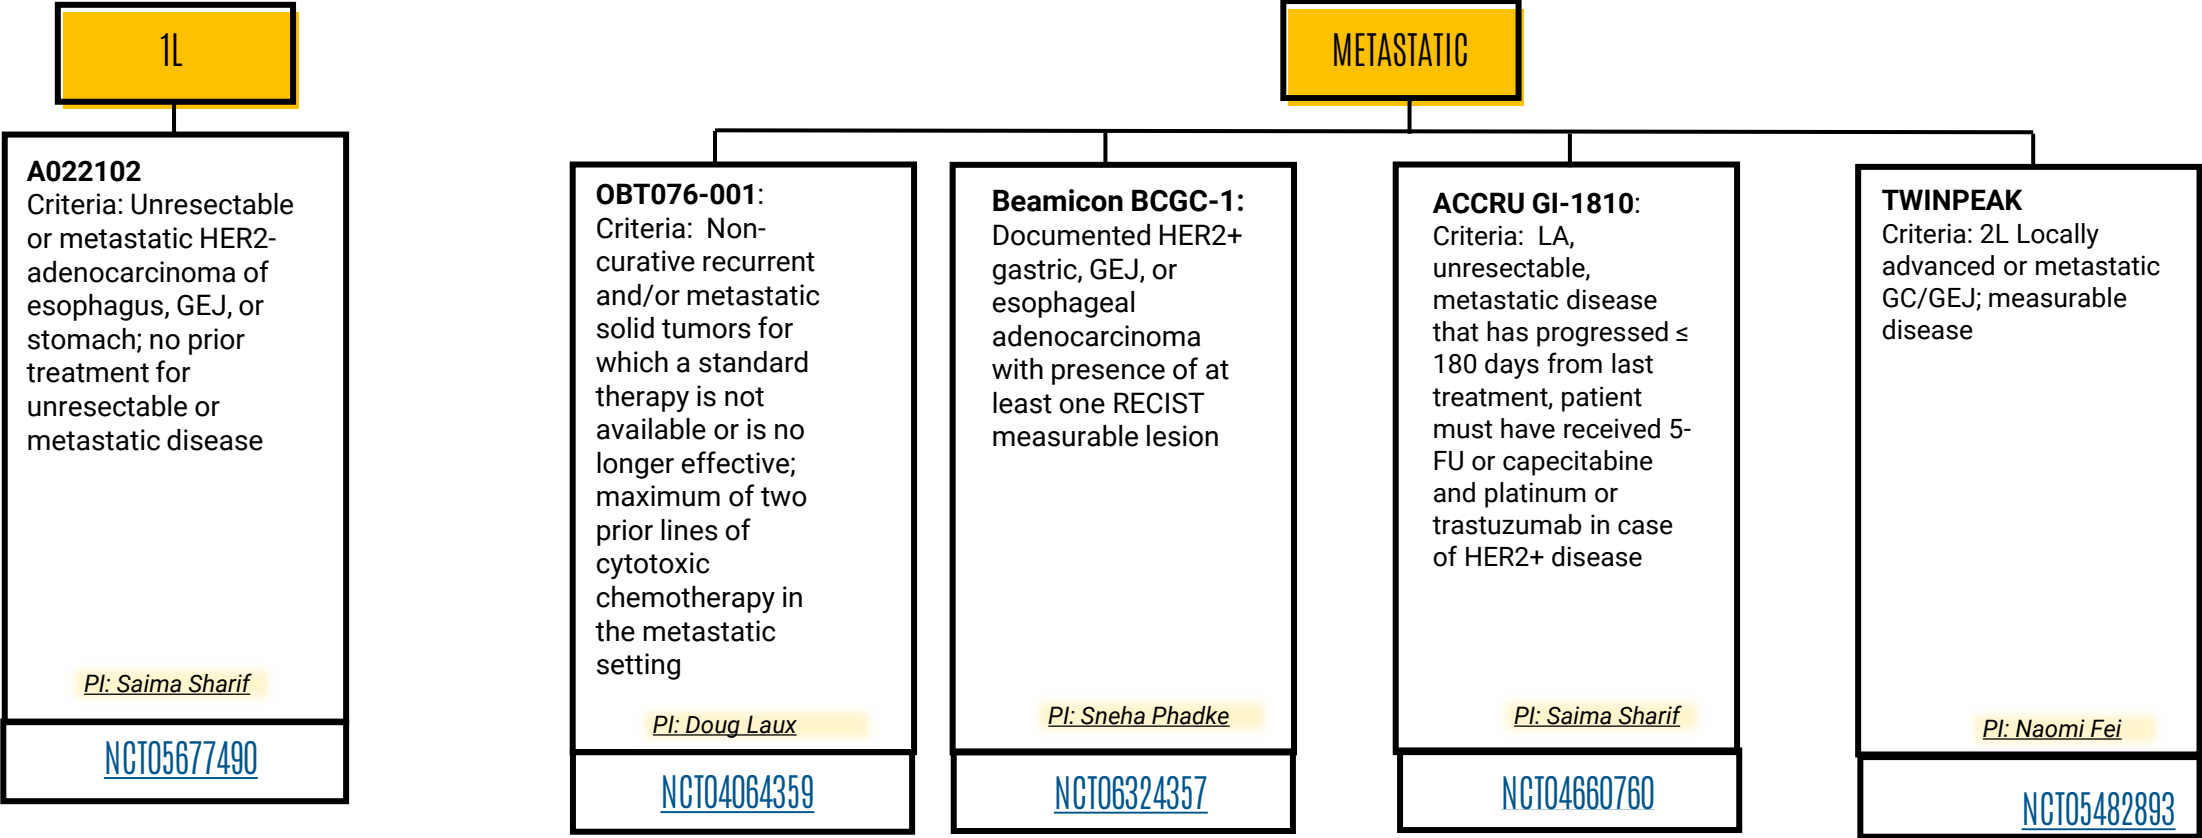 1L
METASTATIC
A022102
Criteria: Unresectable
or metastatic HER2-
adenocarcinoma of
esophagus, GEJ, or
stomach; no prior
treatment for
unresectable or
metastatic disease
PI: Saima Sharif
NCT05677490
OBT076-001:
Criteria: Non-
curative recurrent
and/or metastatic
solid tumors for
which a standard
therapy is not
available or is no
longer effective;
maximum of two
prior lines of
cytotoxic
chemotherapy in
the metastatic
setting
PI: Doug Laux
NCT04064359
Beamicon BCGC-1:
Documented HER2+
gastric, GEJ, or
esophageal
adenocarcinoma
with presence of at
least one RECIST
measurable lesion
PI: Sneha Phadke
NCT06324357
ACCRU GI-1810:
Criteria: LA,
unresectable,
metastatic disease
that has progressed ≤
180 days from last
treatment, patient
must have received 5-
FU or capecitabine
and platinum or
trastuzumab in case
of HER2+ disease
PI: Saima Sharif
NCT04660760
TWINPEAK
Criteria: 2L Locally
advanced or metastatic
GC/GEJ; measurable
disease
PI: Naomi Fei
NCT05482893